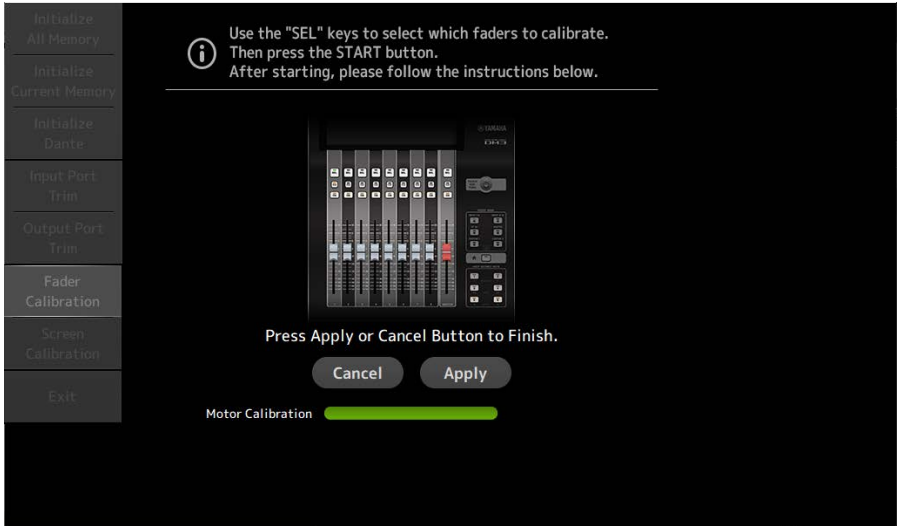 Initialize
All Memory
Initialize
Current Memory
Initialize
Dante
Input Port
Trim
Output Port
Trim
Fader
Calibration
Screen
Calibration
Exit
Use the "SEL" keys to select which faders to calibrate.
Then press the START button.
After starting, please follow the instructions below.
YAMAHA
Press Apply or Cancel Button to Finish.
Cancel
Apply
Motor Calibration